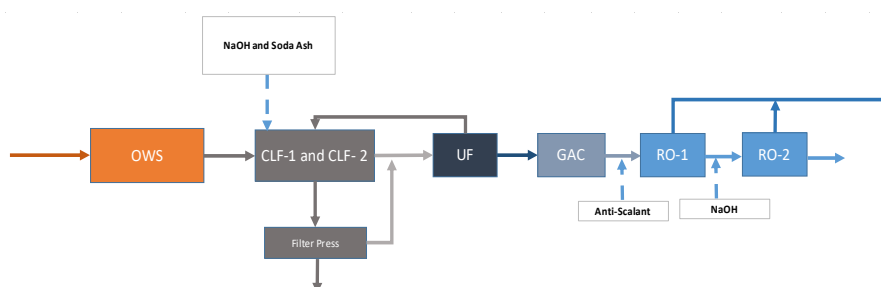 NaOH and Soda Ash
OWS
CLF-1 and CLF- 2
UF
GAC
RO-1
RO-2
Anti-Scalant
NaOH
Filter Press